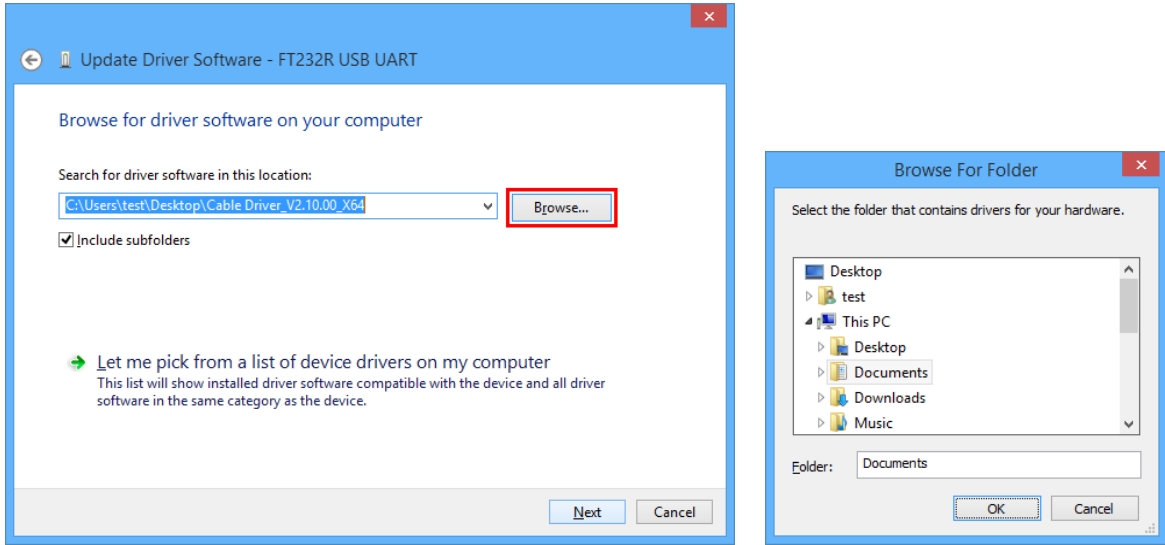 Update Driver Software - FT232R USB UART
Browse for driver software on your computer
Search for driver software in this location:
C:\Users\test\Desktop\Cable Driver_V2.10.00_X64
Browse...
Include subfolders
Let me pick from a list of device drivers on my computer
This list will show installed driver software compatible with the device and all driver
software in the same category as the device.
Next
Cancel
Browse For Folder
Select the folder that contains drivers for your hardware.
Desktop
test
This PC
Desktop
Documents
Downloads
Music
Folder:
Documents
OK
Cancel